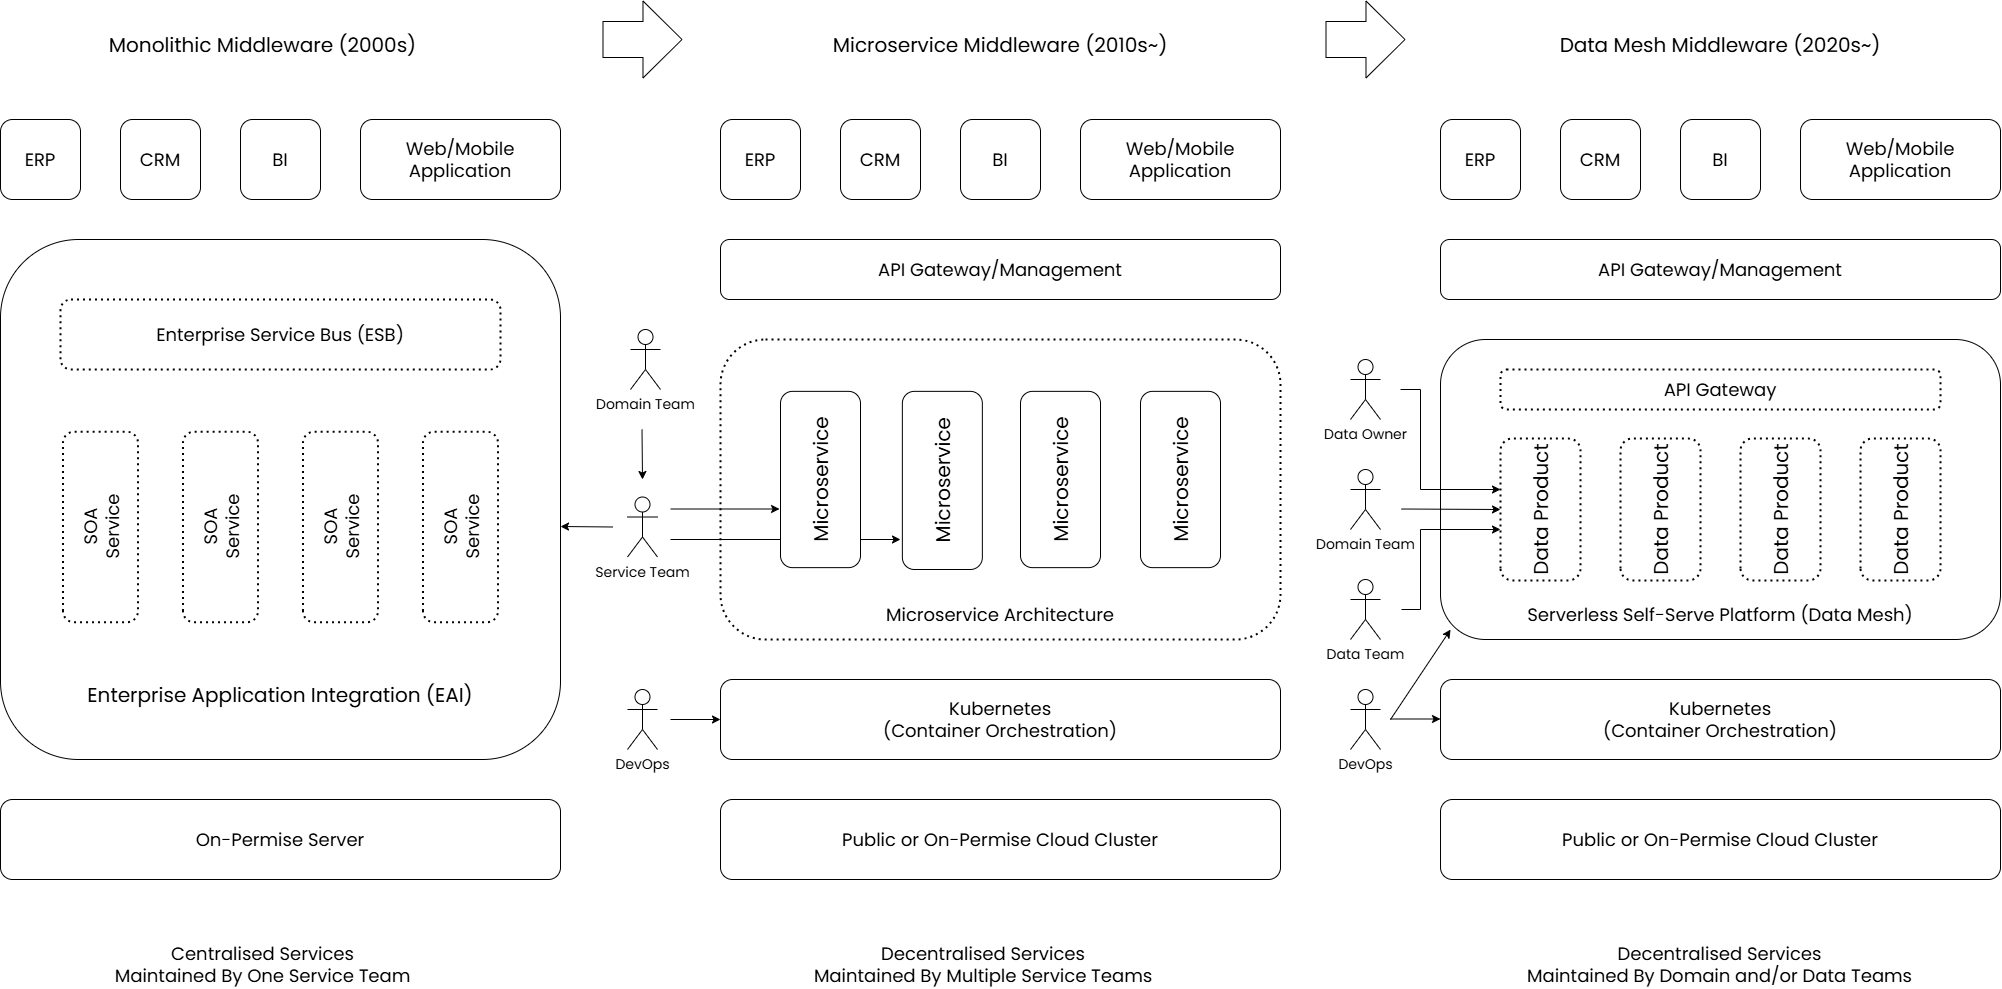 Monolithic Middleware (2000s)
Microservice Middleware (2010s~)
Data Mesh Middleware (2020s~)
ERP
CRM
BI
Web/Mobile
Application
ERP
CRM
BI
Web/Mobile
Application
ERP
CRM
BI
Web/Mobile
Application
Enterprise Service Bus (ESB)
SOA
Service
SOA
Service
SOA
Service
SOA
Service
Enterprise Application Integration (EAI)
On-Permise Server
Centralised Services
Maintained By One Service Team
Domain Team
Service Team
DevOps
API Gateway/Management
Microservice
Microservice
Microservice
Microservice
Microservice Architecture
Kubernetes
(Container Orchestration)
Public or On-Permise Cloud Cluster
Decentralised Services
Maintained By Multiple Service Teams
Data Owner
Domain Team
Data Team
DevOps
API Gateway/Management
API Gateway
Data Product
Data Product
Data Product
Data Product
Serverless Self-Serve Platform (Data Mesh)
Kubernetes
(Container Orchestration)
Public or On-Permise Cloud Cluster
Decentralised Services
Maintained By Domain and/or Data Teams